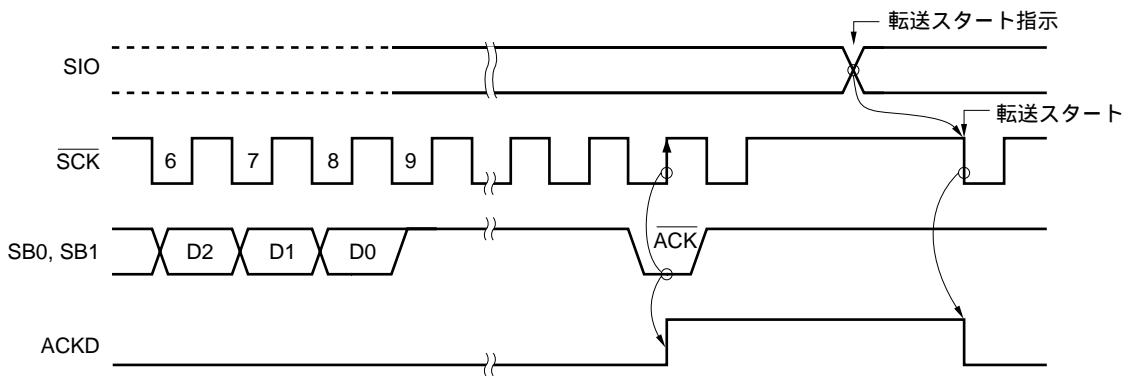 転送スタート指示
SIO
転送スタート
SCK
6 7 8 9
SB0, SB1
D2 D1 D0
ACK
ACKD